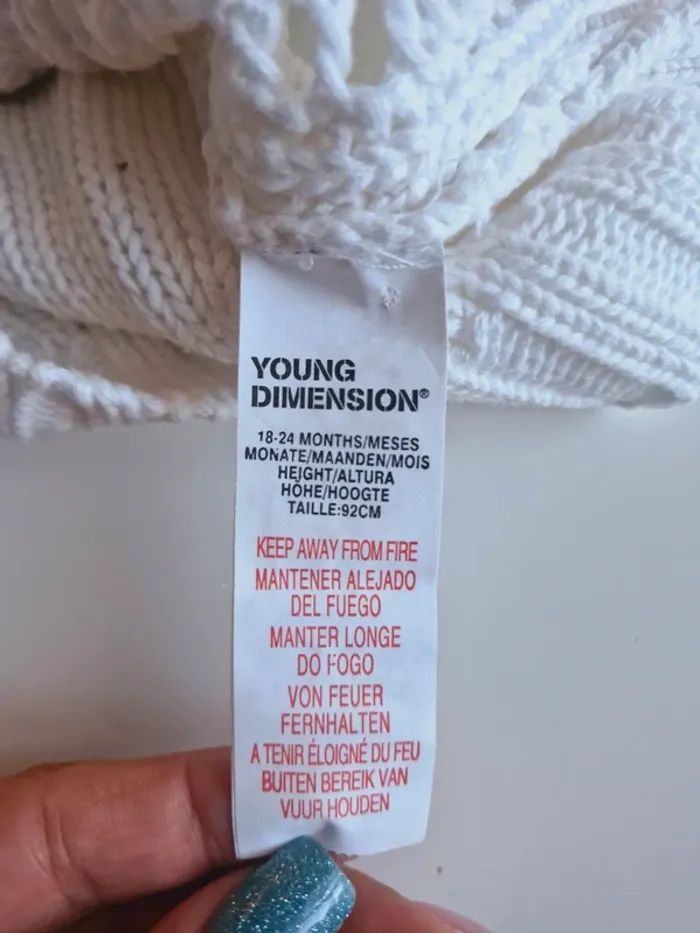 YOUNG
DIMENSION®
18-24 MONTHS/MESES
MONATE/MAANDEN/MOIS
HEIGHT/ALTURA
HÖHE/HOOGTE
TAILLE:92CM
KEEP AWAY FROM FIRE
MANTENER ALEJADO
DEL FUEGO
MANTER LONGE
DO FOGO
VON FEUER
FERNHALTEN
A TENIR ÉLOIGNÉ DU FEU
BUITEN BEREIK VAN
VUUR HOUDEN